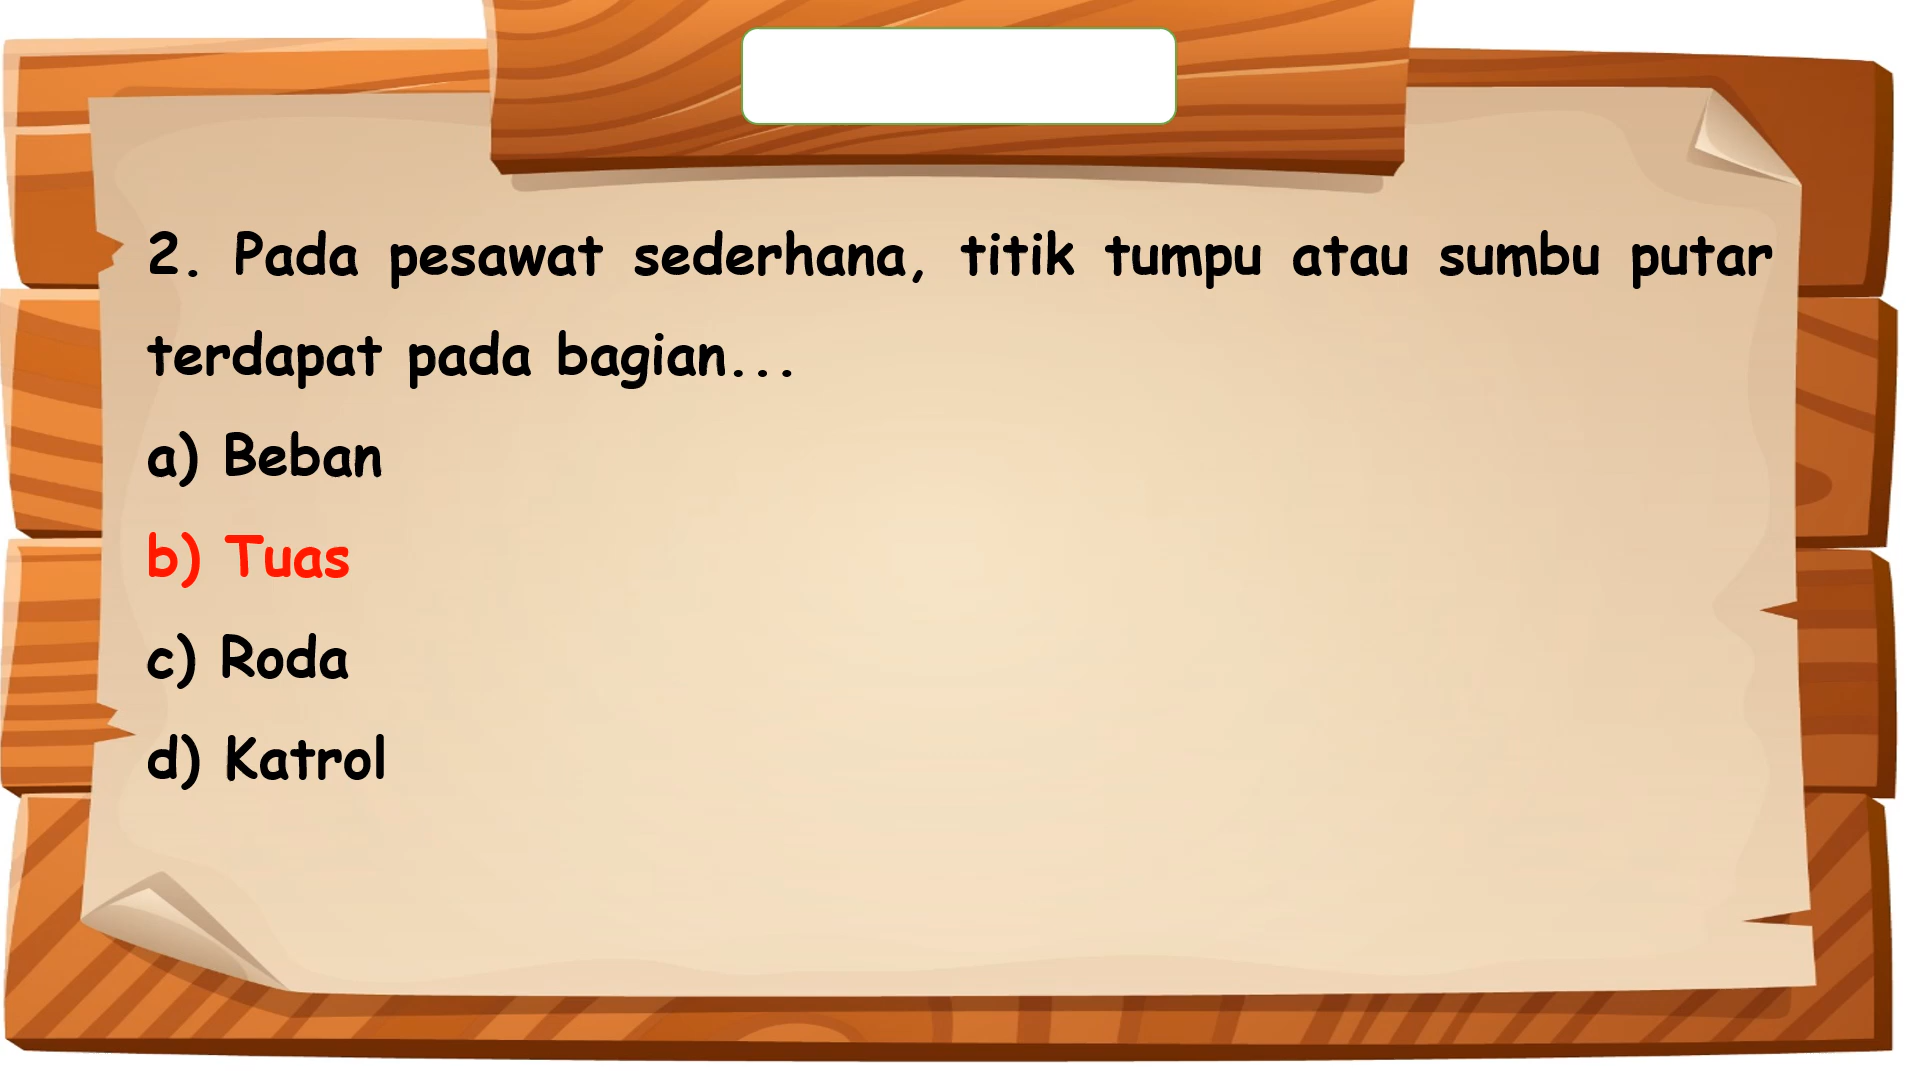 2. Pada pesawat sederhana, titik tumpu atau sumbu putar
terdapat pada bagian...
a) Beban
b) Tuas
c) Roda
d) Katrol